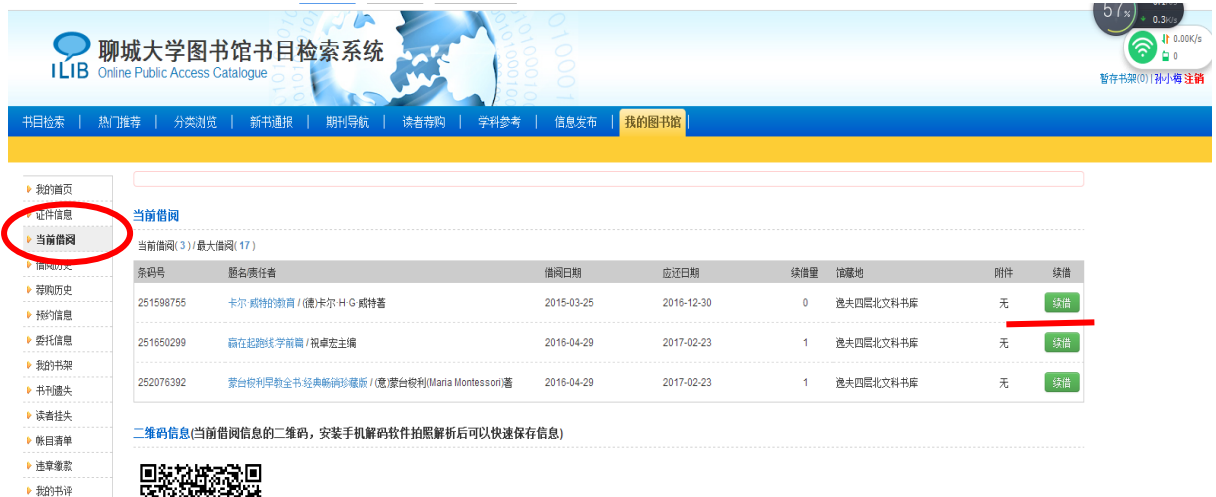 57%
0.3K/s
0.00K/s
0
ILIB
聊城大学图书馆书目检索系统
Online Public Access Catalogue
暂存书架(0) | 孙小梅 注销
书目检索 | 热门推荐 | 分类浏览 | 新书通报 | 期刊导航 | 读者荐购 | 学科参考 | 信息发布 | 我的图书馆
我的首页
证件信息
当前借阅
借阅历史
荐购历史
预约信息
委托信息
我的书架
书刊遗失
读者挂失
帐目清单
违章缴款
我的书评
当前借阅
当前借阅( 3 ) / 最大借阅( 17 )
条码号 题名/责任者 借阅日期 应还日期 续借量 馆藏地 附件 续借
251598755 卡尔·威特的教育 / (德)卡尔·H·G·威特著 2015-03-25 2016-12-30 0 逸夫四层北文科书库 无 续借
251650299 赢在起跑线:学前篇 / 祝卓宏主编 2016-04-29 2017-02-23 1 逸夫四层北文科书库 无 续借
252076392 蒙台梭利早教全书:经典畅销珍藏版 / (意)蒙台梭利(Maria Montessori)著 2016-04-29 2017-02-23 1 逸夫四层北文科书库 无 续借
二维码信息(当前借阅信息的二维码，安装手机解码软件拍照解析后可以快速保存信息)